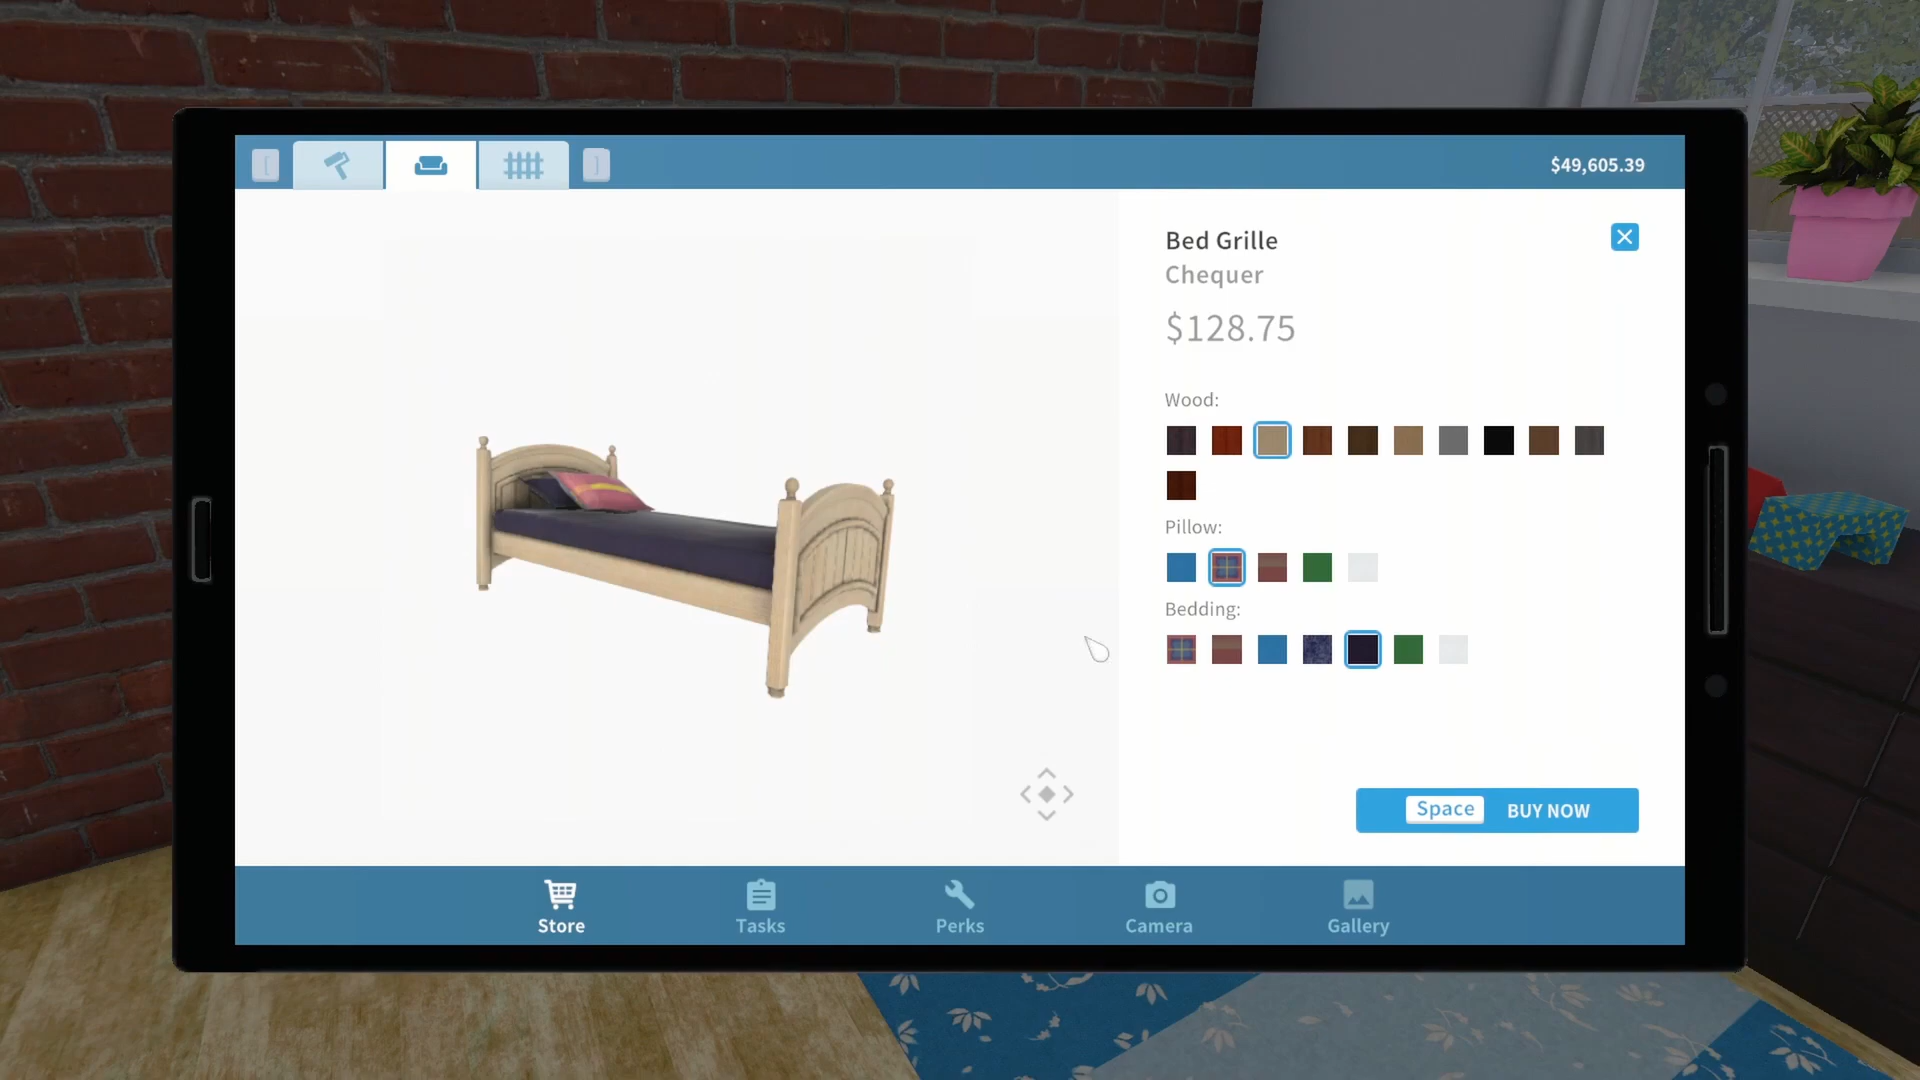 [
]
$49,605.39
Bed Grille
Chequer
$128.75
Wood:
Pillow:
Bedding:
Space BUY NOW
Store
Tasks
Perks
Camera
Gallery